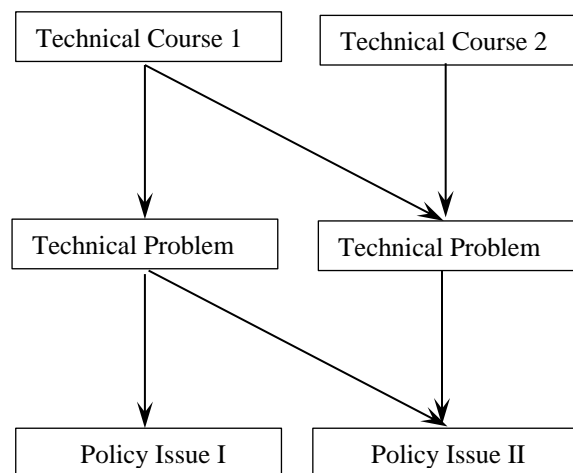 Technical Course 1
Technical Course 2
Technical Problem
Technical Problem
Policy Issue I
Policy Issue II